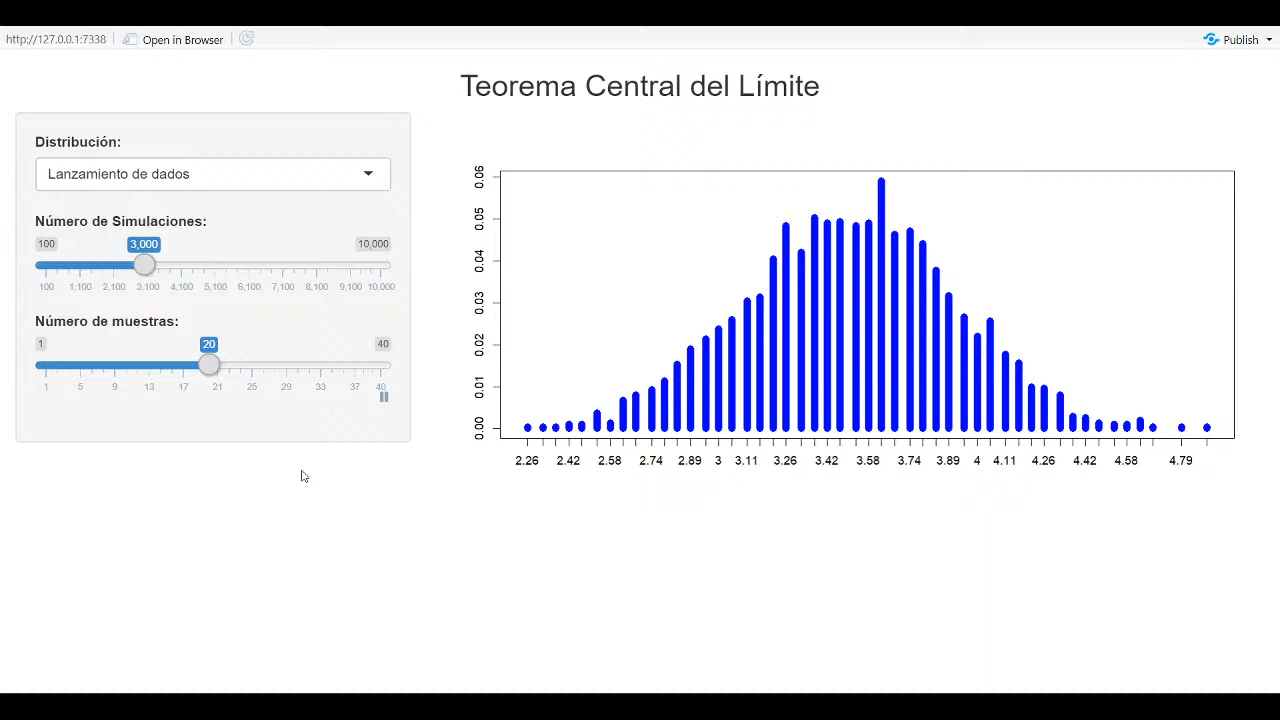 http://127.0.0.1:7338 Open in Browser Publish
Teorema Central del Límite
Distribución:
Lanzamiento de dados
Número de Simulaciones:
100 3,000 10,000
100 1,100 2,100 3,100 4,100 5,100 6,100 7,100 8,100 9,100 10,000
Número de muestras:
1 20 40
1 5 9 13 17 21 25 29 33 37 40
0.06
0.05
0.04
0.03
0.02
0.01
0.00
2.26 2.42 2.58 2.74 2.89 3 3.11 3.26 3.42 3.58 3.74 3.89 4 4.11 4.26 4.42 4.58 4.79